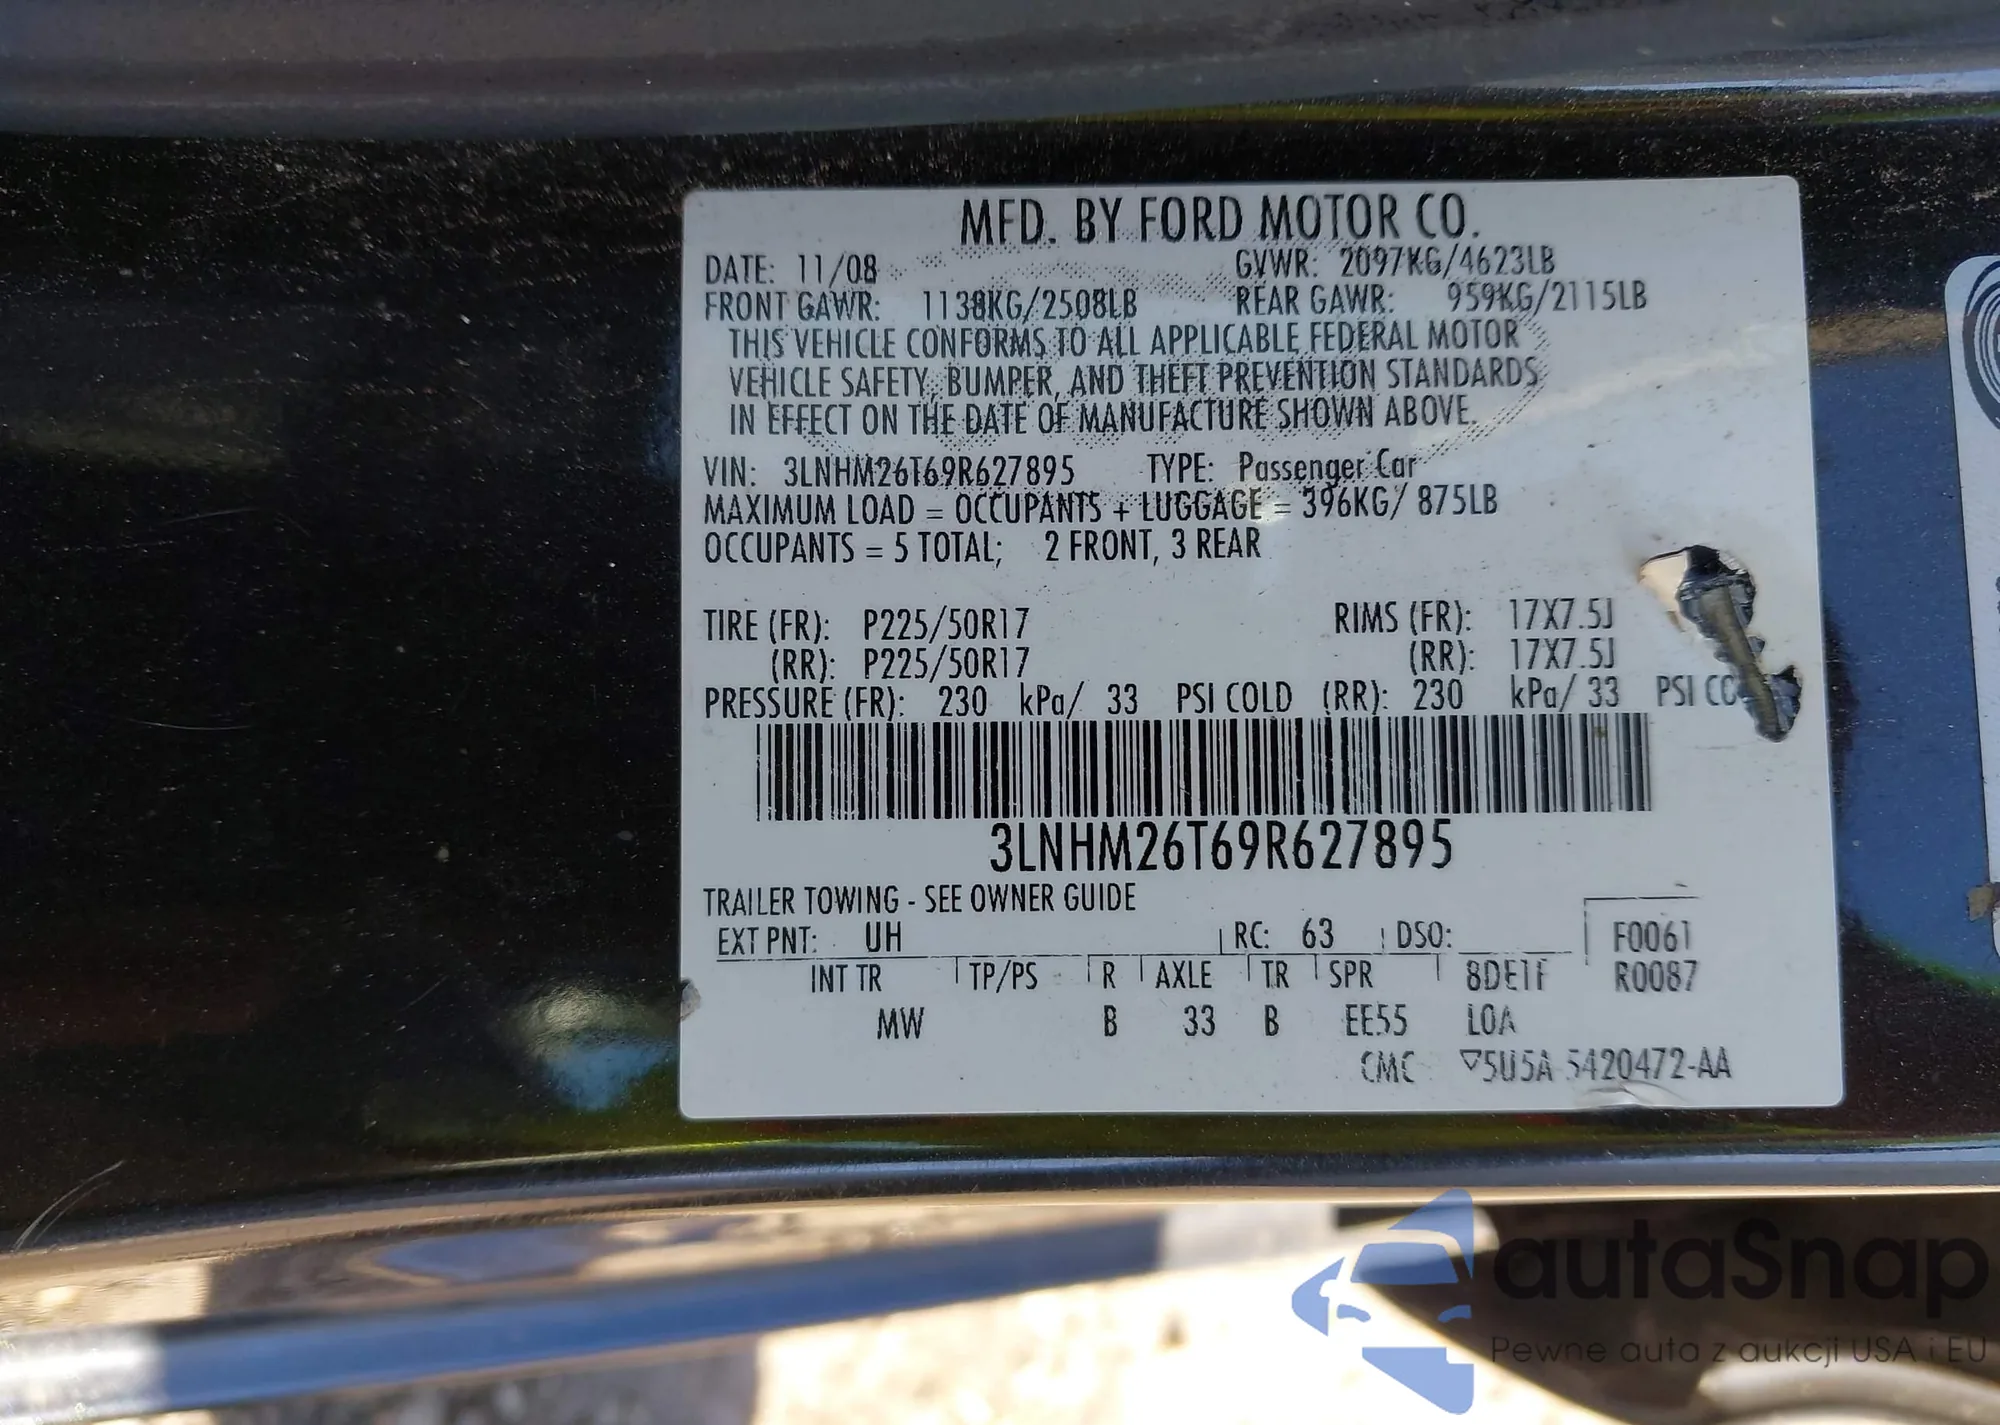 MFD. BY FORD MOTOR CO.
DATE: 11/08 GVWR: 2097KG/4623LB
FRONT GAWR: 1138KG/2508LB REAR GAWR: 959KG/2115LB
THIS VEHICLE CONFORMS TO ALL APPLICABLE FEDERAL MOTOR
VEHICLE SAFETY, BUMPER, AND THEFT PREVENTION STANDARDS
IN EFFECT ON THE DATE OF MANUFACTURE SHOWN ABOVE.
VIN: 3LNHM26T69R627895 TYPE: Passenger Car
MAXIMUM LOAD = OCCUPANTS + LUGGAGE = 396KG/ 875LB
OCCUPANTS = 5 TOTAL; 2 FRONT, 3 REAR
TIRE (FR): P225/50R17 RIMS (FR): 17X7.5J
(RR): P225/50R17 (RR): 17X7.5J
PRESSURE (FR): 230 kPa/ 33 PSI COLD (RR): 230 kPa/ 33 PSI
3LNHM26T69R627895
TRAILER TOWING - SEE OWNER GUIDE
EXT PNT: UH RC: 63 DSO: F0061
INT TR TP/PS R AXLE TR SPR 8DE1F R0087
MW B 33 B EE55 LOA
CMC ▽5U5A 5420472-AA
autoSnap
Pewne auta z aukcji USA i EU